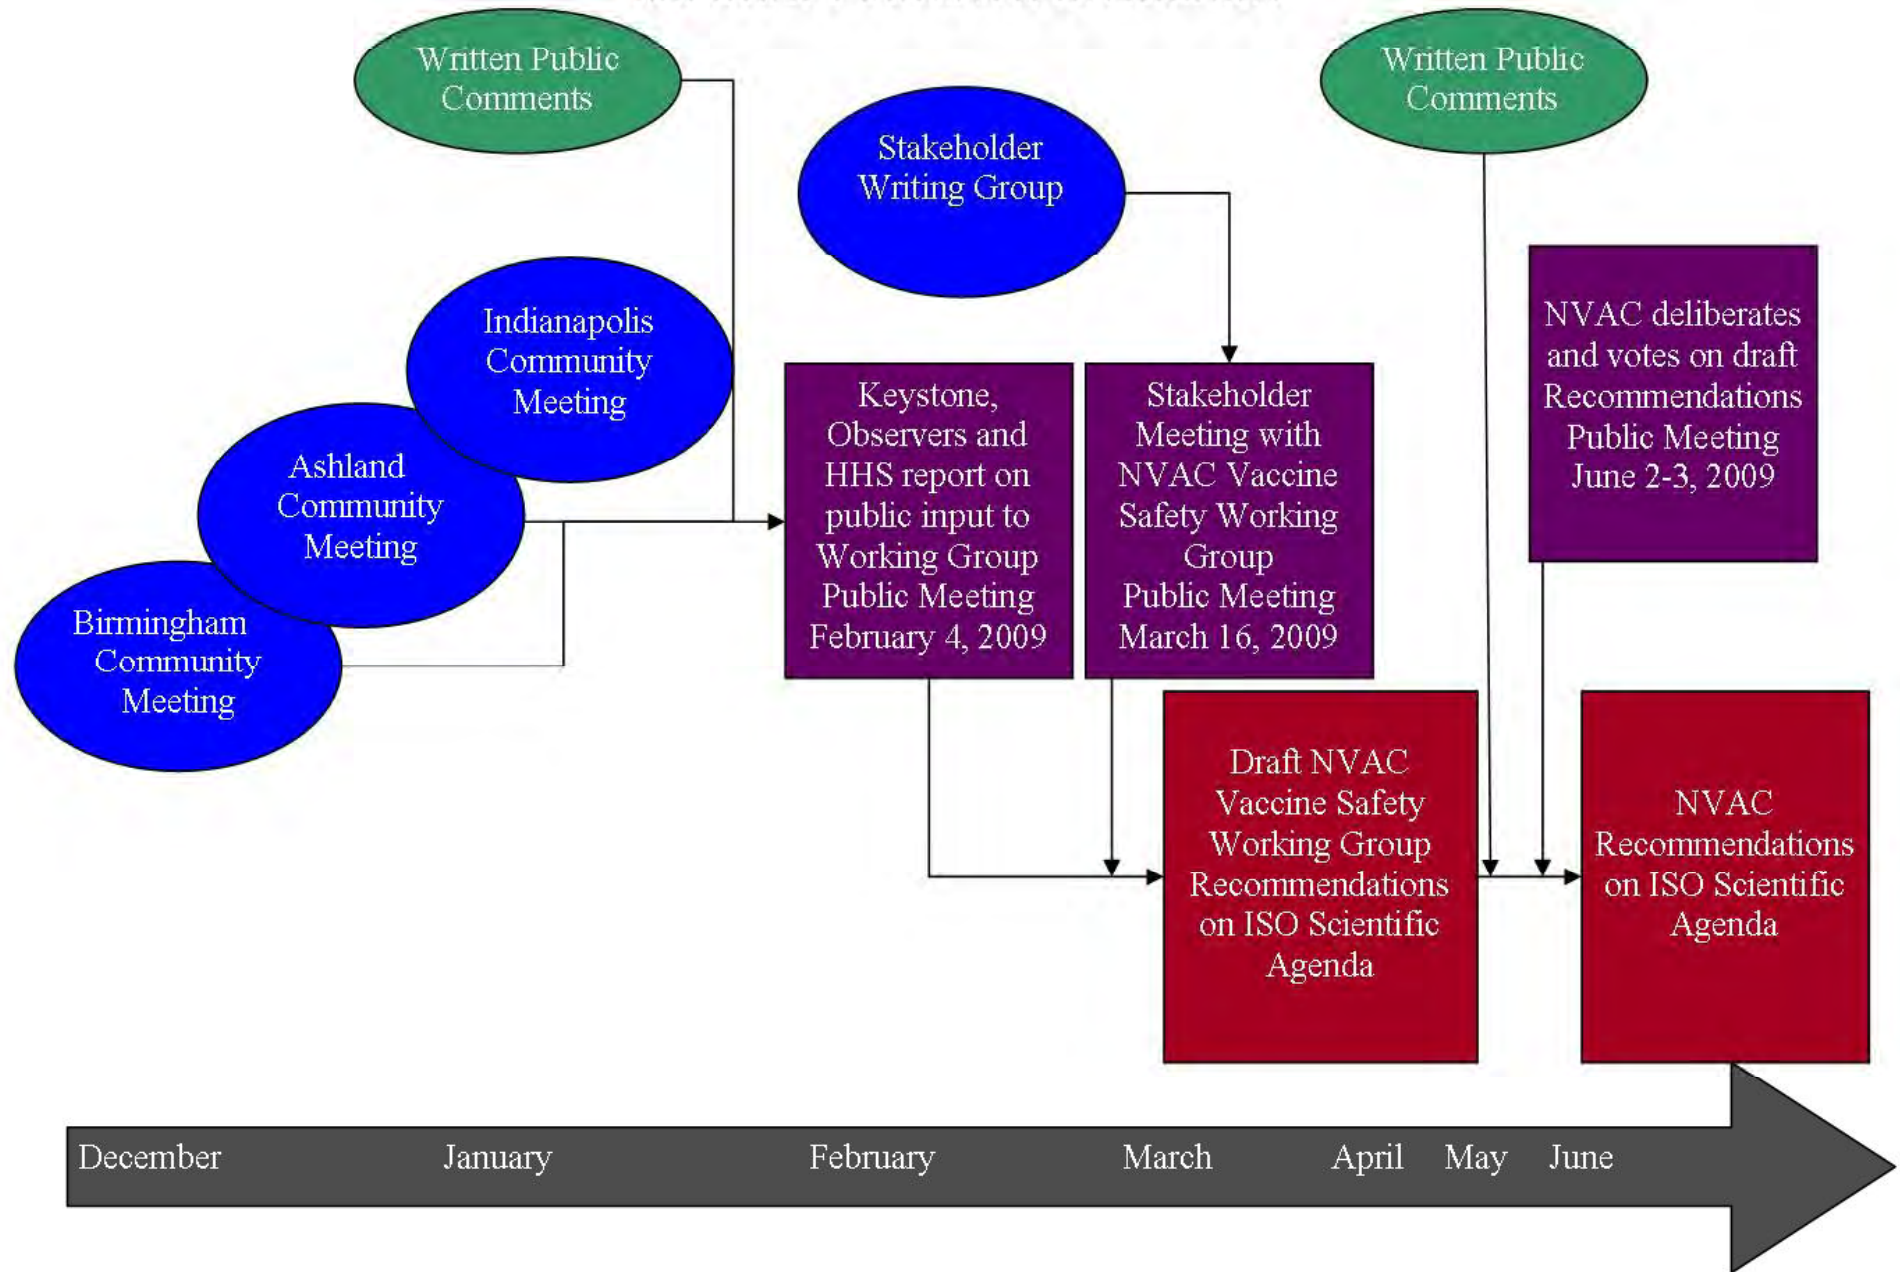 Written Public
Comments
Written Public
Comments
Stakeholder
Writing Group
Indianapolis
Community
Meeting
Ashland
Community
Meeting
Birmingham
Community
Meeting
Keystone,
Observers and
HHS report on
public input to
Working Group
Public Meeting
February 4, 2009
Stakeholder
Meeting with
NVAC Vaccine
Safety Working
Group
Public Meeting
March 16, 2009
NVAC deliberates
and votes on draft
Recommendations
Public Meeting
June 2-3, 2009
Draft NVAC
Vaccine Safety
Working Group
Recommendations
on ISO Scientific
Agenda
NVAC
Recommendations
on ISO Scientific
Agenda
December January February March April May June